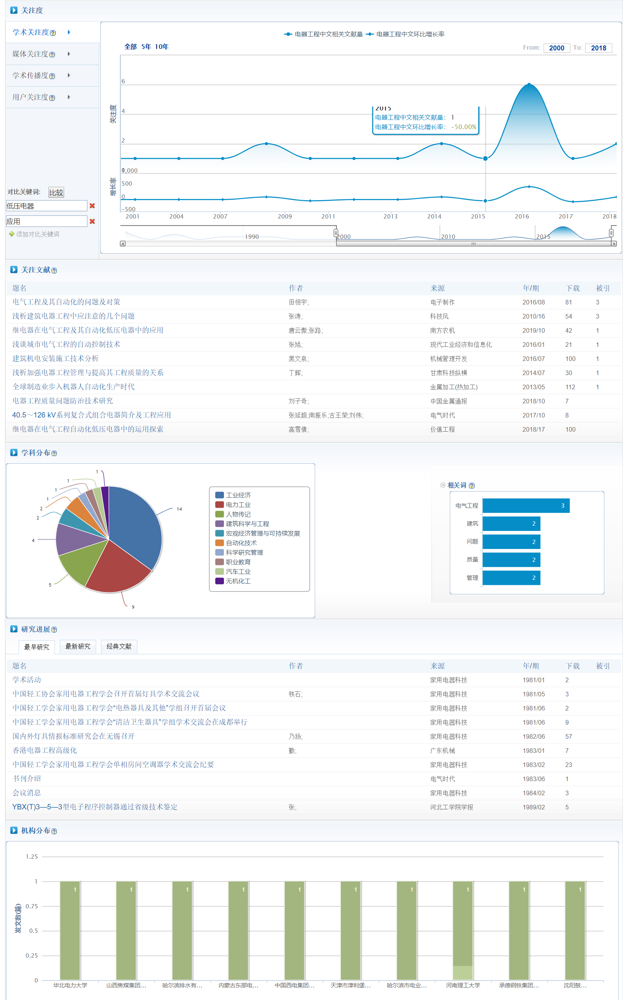 关注度
学术关注度
媒体关注度
学术传播度
用户关注度
对比关键词: 比较
低压电器
应用
添加对比关键词
电器工程中文相关文献量 电器工程中文环比增长率
全部 5年 10年
From: 2000 To: 2018
关注度
6
4
2
2015
电器工程中文相关文献量: 1
电器工程中文环比增长率: -50.00%
增长率
1,000
500
0
-500
2001 2004 2007 2009 2011 2013 2014 2015 2016 2017 2018
1990 2000 2010 2015
关注文献
题名 作者 来源 年/期 下载 被引
电气工程及其自动化的问题及对策 田恒宇; 电子制作 2016/08 81 3
浅析建筑电器工程中应注意的几个问题 张涛; 科技风 2010/16 54 3
继电器在电气工程及其自动化低压电器中的应用 唐云傲;张路; 南方农机 2019/10 42 1
浅谈城市电气工程的自动控制技术 张旭; 现代工业经济和信息化 2016/01 21 1
建筑机电安装施工技术分析 黑文泉; 机械管理开发 2016/07 100 1
浅析加强电器工程管理与提高其工程质量的关系 丁辉; 甘肃科技纵横 2014/07 30 1
全球制造业步入机器人自动化生产时代 金属加工(热加工) 2013/05 112 1
电器工程质量问题防治技术研究 刘子奇; 中国金属通报 2018/10 7
40.5～126 kV系列复合式组合电器简介及工程应用 张延超;南振乐;古王荣;刘伟; 电气时代 2017/10 8
继电器在电气工程自动化低压电器中的运用探索 高雪倩; 价值工程 2018/17 100
学科分布
14
9
5
4
2
2
1
1
1
1
工业经济
电力工业
人物传记
建筑科学与工程
宏观经济管理与可持续发展
自动化技术
科学研究管理
职业教育
汽车工业
无机化工
相关词
电气工程 3
建筑 2
问题 2
质量 2
管理 2
研究进展
最早研究 最新研究 经典文献
题名 作者 来源 年/期 下载 被引
学术活动 家用电器科技 1981/01 2
中国轻工协会家用电器工程学会召开首届灯具学术交流会议 铁石; 家用电器科技 1981/05 3
中国轻工学会家用电器工程学会“电热器具及其他”学组召开首届会议 家用电器科技 1981/06 2
中国轻工学会家用电器工程学会“清洁卫生器具”学组学术交流会在成都举行 家用电器科技 1981/06 9
国内外灯具情报标准研究会在无锡召开 乃扬; 家用电器科技 1982/06 57
香港电器工程高级化 勤; 广东机械 1983/01 7
中国轻工学会家用电器工程学会单相房间空调器学术交流会纪要 家用电器科技 1983/02 23
书刊介绍 电气时代 1983/06 1
会议消息 家用电器科技 1984/02 3
YBX(T)3—5—3型电子程序控制器通过省级技术鉴定 张; 河北工学院学报 1989/02 5
机构分布
发文数(篇)
1.25
1
0.75
0.5
0.25
0
1 1 1 1 1 1 1 1 1 1
华北电力大学 山西焦煤集团... 哈尔滨排水有... 内蒙古东部电... 中国西电集团... 天津市津利堡... 哈尔滨市电业... 河南理工大学 承德钢铁集团... 沈阳鼓...